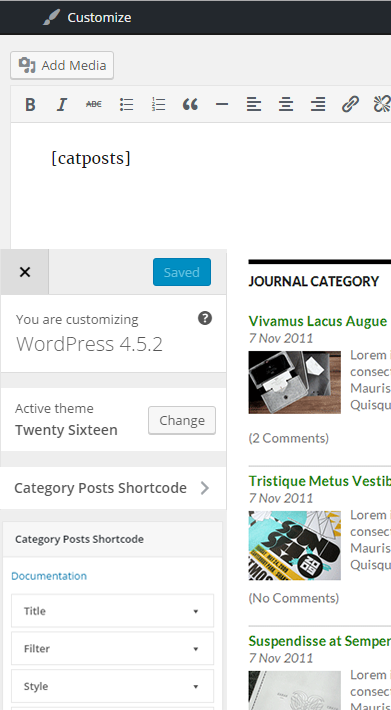 Customize
Add Media
B I ABC
[catposts]
Saved
You are customizing
WordPress 4.5.2
Active theme
Twenty Sixteen
Change
Category Posts Shortcode
Category Posts Shortcode
Documentation
Title
Filter
Style
JOURNAL CATEGORY
Vivamus Lacus Augue
7 Nov 2011
Lorem
consect
Mauris
Quisqu
(2 Comments)
Tristique Metus Vestib
7 Nov 2011
Lorem
consect
Mauris
Quisqu
(No Comments)
Suspendisse at Semper
7 Nov 2011
Lorem
consect
Mauris